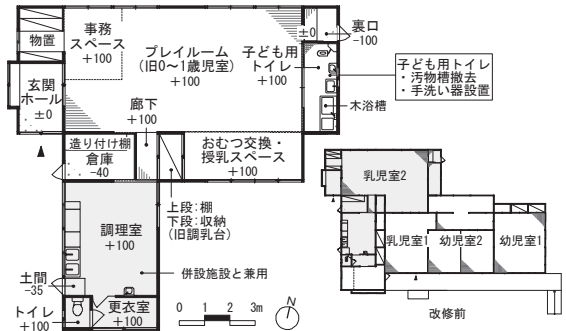 物置
事務
スペース
+100
プレイルーム
（旧0〜1歳児室）
+100
±0
裏口
-100
子ども用
トイレ
+100
子ども用トイレ
・汚物槽撤去
・手洗い器設置
玄関
ホール
±0
廊下
+100
沐浴槽
造り付け棚
倉庫
-40
おむつ交換・
授乳スペース
+100
上段：棚
下段：収納
（旧調乳台）
調理室
+100
併設施設と兼用
土間
-35
トイレ
+100
更衣室
+100
0 1 2 3m
N
乳児室2
乳児室1
幼児室2
幼児室1
改修前